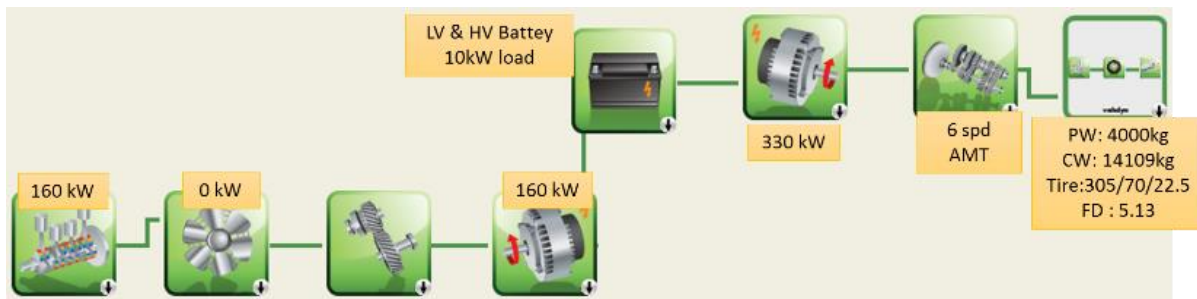 LV & HV Battey
10kW load
330 kW
6 spd
AMT
PW: 4000kg
CW: 14109kg
Tire:305/70/22.5
FD : 5.13
160 kW
0 kW
160 kW